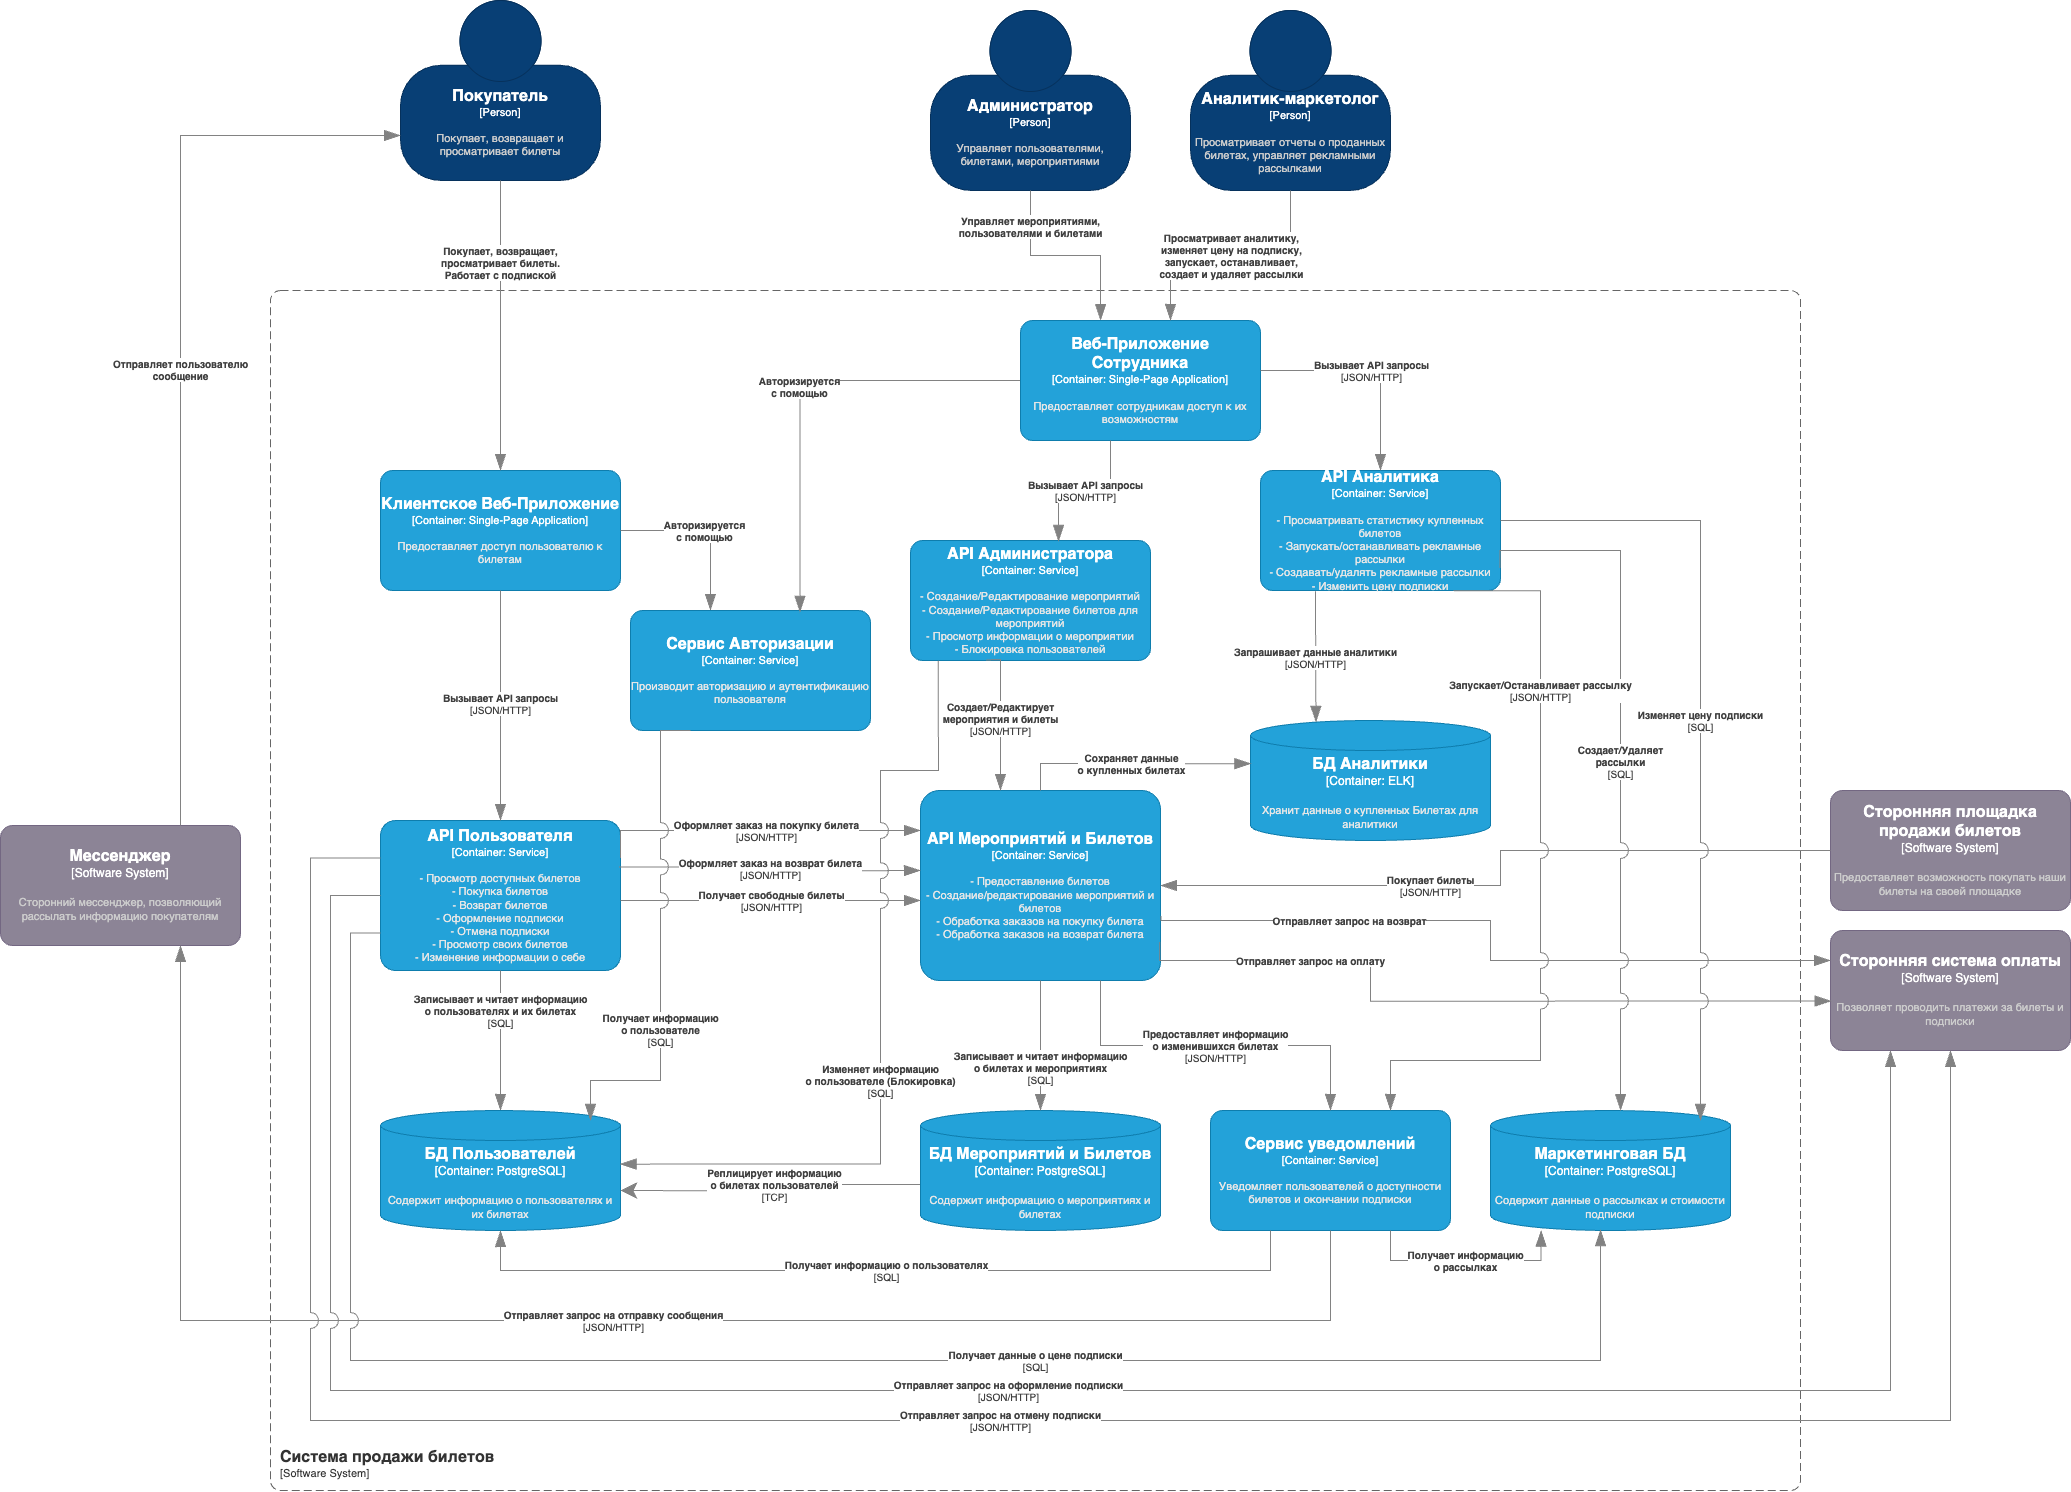 Покупатель
[Person]
Покупает, возвращает и
просматривает билеты
Администратор
[Person]
Управляет пользователями,
билетами, мероприятиями
Аналитик-маркетолог
[Person]
Просматривает отчеты о проданных
билетах, управляет рекламными
рассылками
Управляет мероприятиями,
пользователями и билетами
Просматривает аналитику,
изменяет цену на подписку,
запускает, останавливает,
создает и удаляет рассылки
Покупает, возвращает,
просматривает билеты.
Работает с подпиской
Отправляет пользователю
сообщение
Веб-Приложение
Сотрудника
[Container: Single-Page Application]
Предоставляет сотрудникам доступ к их
возможностям
Авторизируется
с помощью
Вызывает API запросы
[JSON/HTTP]
Вызывает API запросы
[JSON/HTTP]
Клиентское Веб-Приложение
[Container: Single-Page Application]
Предоставляет доступ пользователю к
билетам
Авторизируется
с помощью
API Аналитика
[Container: Service]
- Просматривать статистику купленных
билетов
- Запускать/останавливать рекламные
рассылки
- Создавать/удалять рекламные рассылки
- Изменить цену подписки
API Администратора
[Container: Service]
- Создание/Редактирование мероприятий
- Создание/Редактирование билетов для
мероприятий
- Просмотр информации о мероприятии
- Блокировка пользователей
Сервис Авторизации
[Container: Service]
Производит авторизацию и аутентификацию
пользователя
Вызывает API запросы
[JSON/HTTP]
Создает/Редактирует
мероприятия и билеты
[JSON/HTTP]
Запрашивает данные аналитики
[JSON/HTTP]
Запускает/Останавливает рассылку
[JSON/HTTP]
Изменяет цену подписки
[SQL]
Создает/Удаляет
рассылки
[SQL]
Сохраняет данные
о купленных билетах
БД Аналитики
[Container: ELK]
Хранит данные о купленных Билетах для
аналитики
Мессенджер
[Software System]
Сторонний мессенджер, позволяющий
рассылать информацию покупателям
API Пользователя
[Container: Service]
- Просмотр доступных билетов
- Покупка билетов
- Возврат билетов
- Оформление подписки
- Отмена подписки
- Просмотр своих билетов
- Изменение информации о себе
Оформляет заказ на покупку билета
[JSON/HTTP]
Оформляет заказ на возврат билета
[JSON/HTTP]
Получает свободные билеты
[JSON/HTTP]
API Мероприятий и Билетов
[Container: Service]
- Предоставление билетов
- Создание/редактирование мероприятий и
билетов
- Обработка заказов на покупку билета
- Обработка заказов на возврат билета
Сторонняя площадка
продажи билетов
[Software System]
Предоставляет возможность покупать наши
билеты на своей площадке
Покупает билеты
[JSON/HTTP]
Отправляет запрос на возврат
Отправляет запрос на оплату
Сторонняя система оплаты
[Software System]
Позволяет проводить платежи за билеты и
подписки
Записывает и читает информацию
о пользователях и их билетах
[SQL]
Получает информацию
о пользователе
[SQL]
Изменяет информацию
о пользователе (Блокировка)
[SQL]
Записывает и читает информацию
о билетах и мероприятиях
[SQL]
Предоставляет информацию
о изменившихся билетах
[JSON/HTTP]
БД Пользователей
[Container: PostgreSQL]
Содержит информацию о пользователях и
их билетах
Реплицирует информацию
о билетах пользователей
[TCP]
БД Мероприятий и Билетов
[Container: PostgreSQL]
Содержит информацию о мероприятиях и
билетах
Сервис уведомлений
[Container: Service]
Уведомляет пользователей о доступности
билетов и окончании подписки
Маркетинговая БД
[Container: PostgreSQL]
Содержит данные о рассылках и стоимости
подписки
Получает информацию о пользователях
[SQL]
Получает информацию
о рассылках
Отправляет запрос на отправку сообщения
[JSON/HTTP]
Получает данные о цене подписки
[SQL]
Отправляет запрос на оформление подписки
[JSON/HTTP]
Отправляет запрос на отмену подписки
[JSON/HTTP]
Система продажи билетов
[Software System]